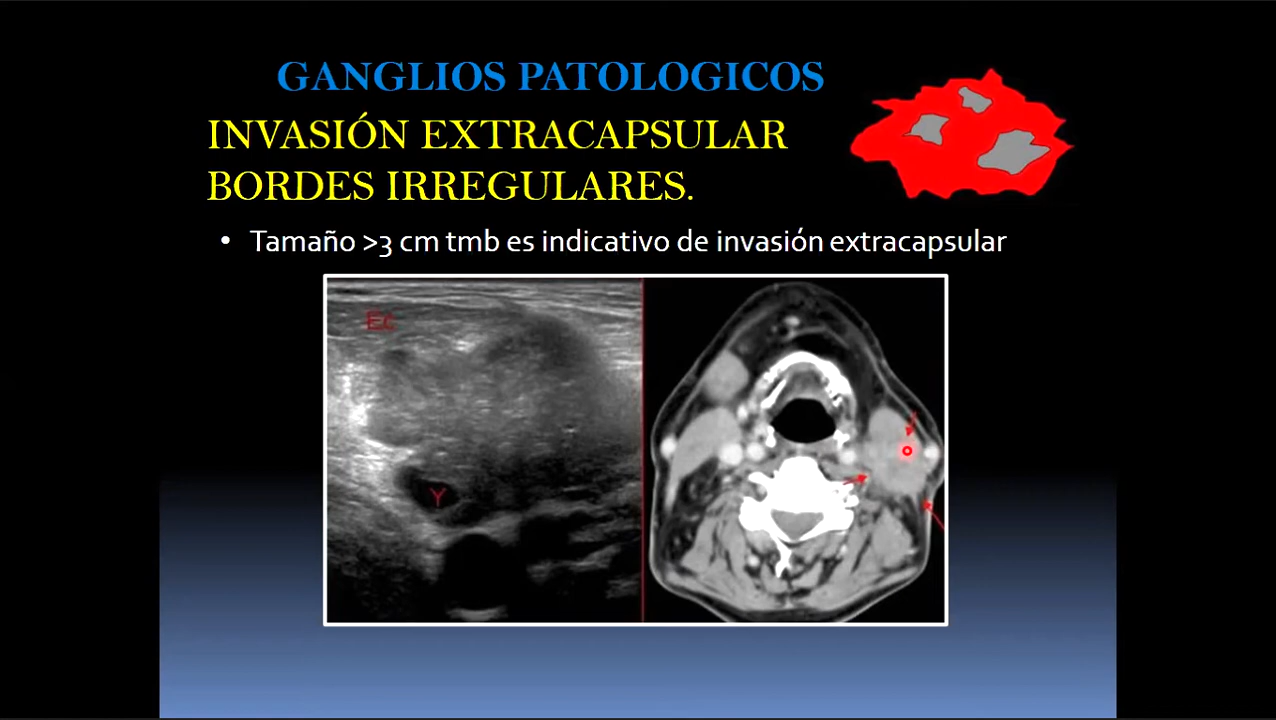 GANGLIOS PATOLOGICOS
INVASIÓN EXTRACAPSULAR
BORDES IRREGULARES.
• Tamaño >3 cm tmb es indicativo de invasión extracapsular
Ec
Y